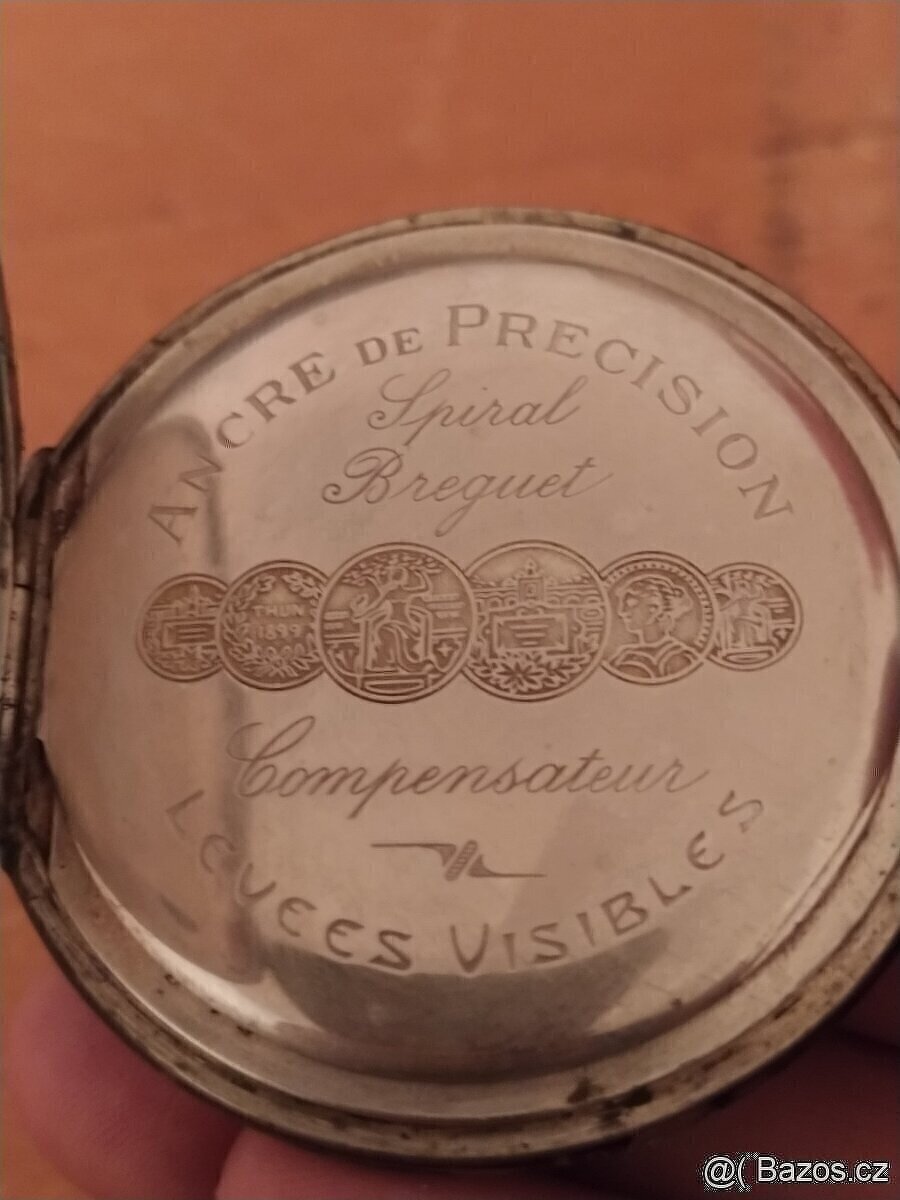 ANCRE DE PRECISION
Spiral
Breguet
THUN
1899
Compensateur
LEVEES VISIBLES
@( Bazos.cz